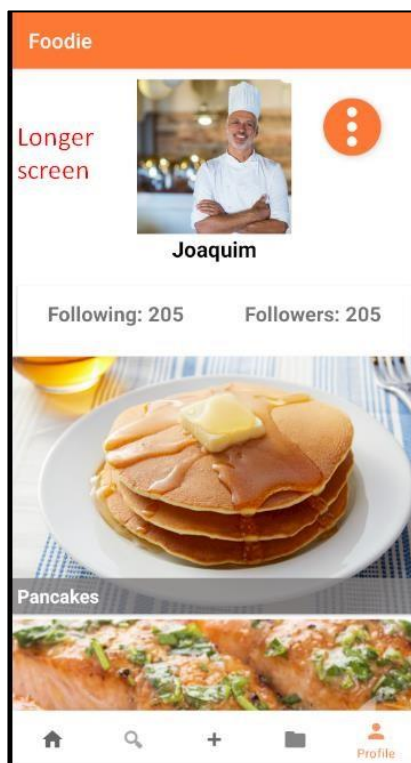 Foodie
Longer
screen
Joaquim
Following: 205 Followers: 205
Pancakes
Profile